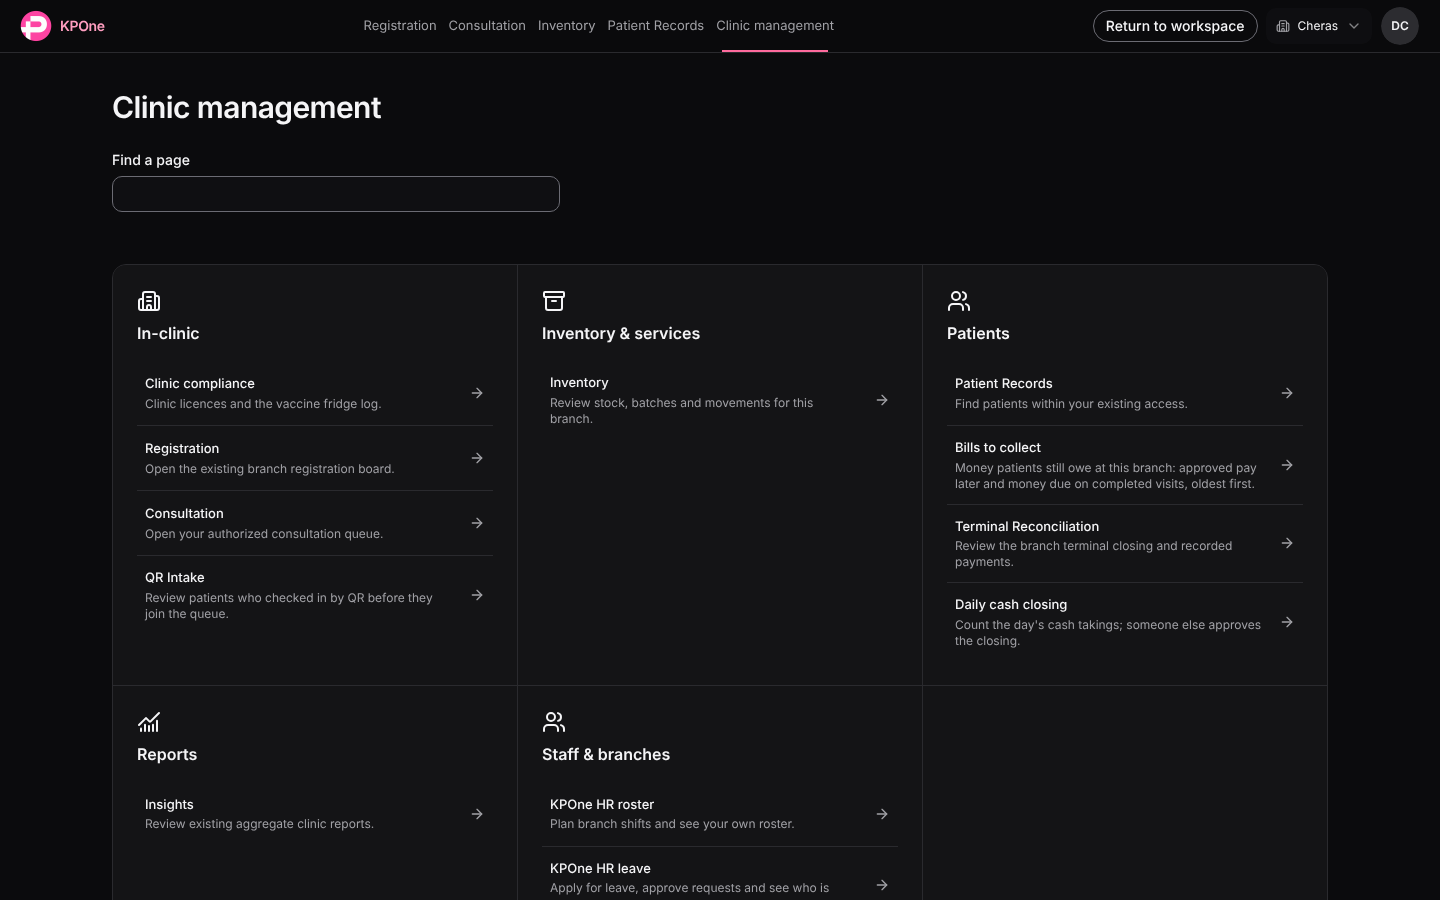 KPOne
Registration
Consultation
Inventory
Patient Records
Clinic management
Return to workspace
Cheras
DC
Clinic management
Find a page
In-clinic
Clinic compliance
Clinic licences and the vaccine fridge log.
Registration
Open the existing branch registration board.
Consultation
Open your authorized consultation queue.
QR Intake
Review patients who checked in by QR before they
join the queue.
Inventory & services
Inventory
Review stock, batches and movements for this
branch.
Patients
Patient Records
Find patients within your existing access.
Bills to collect
Money patients still owe at this branch: approved pay
later and money due on completed visits, oldest first.
Terminal Reconciliation
Review the branch terminal closing and recorded
payments.
Daily cash closing
Count the day's cash takings; someone else approves
the closing.
Reports
Insights
Review existing aggregate clinic reports.
Staff & branches
KPOne HR roster
Plan branch shifts and see your own roster.
KPOne HR leave
Apply for leave, approve requests and see who is